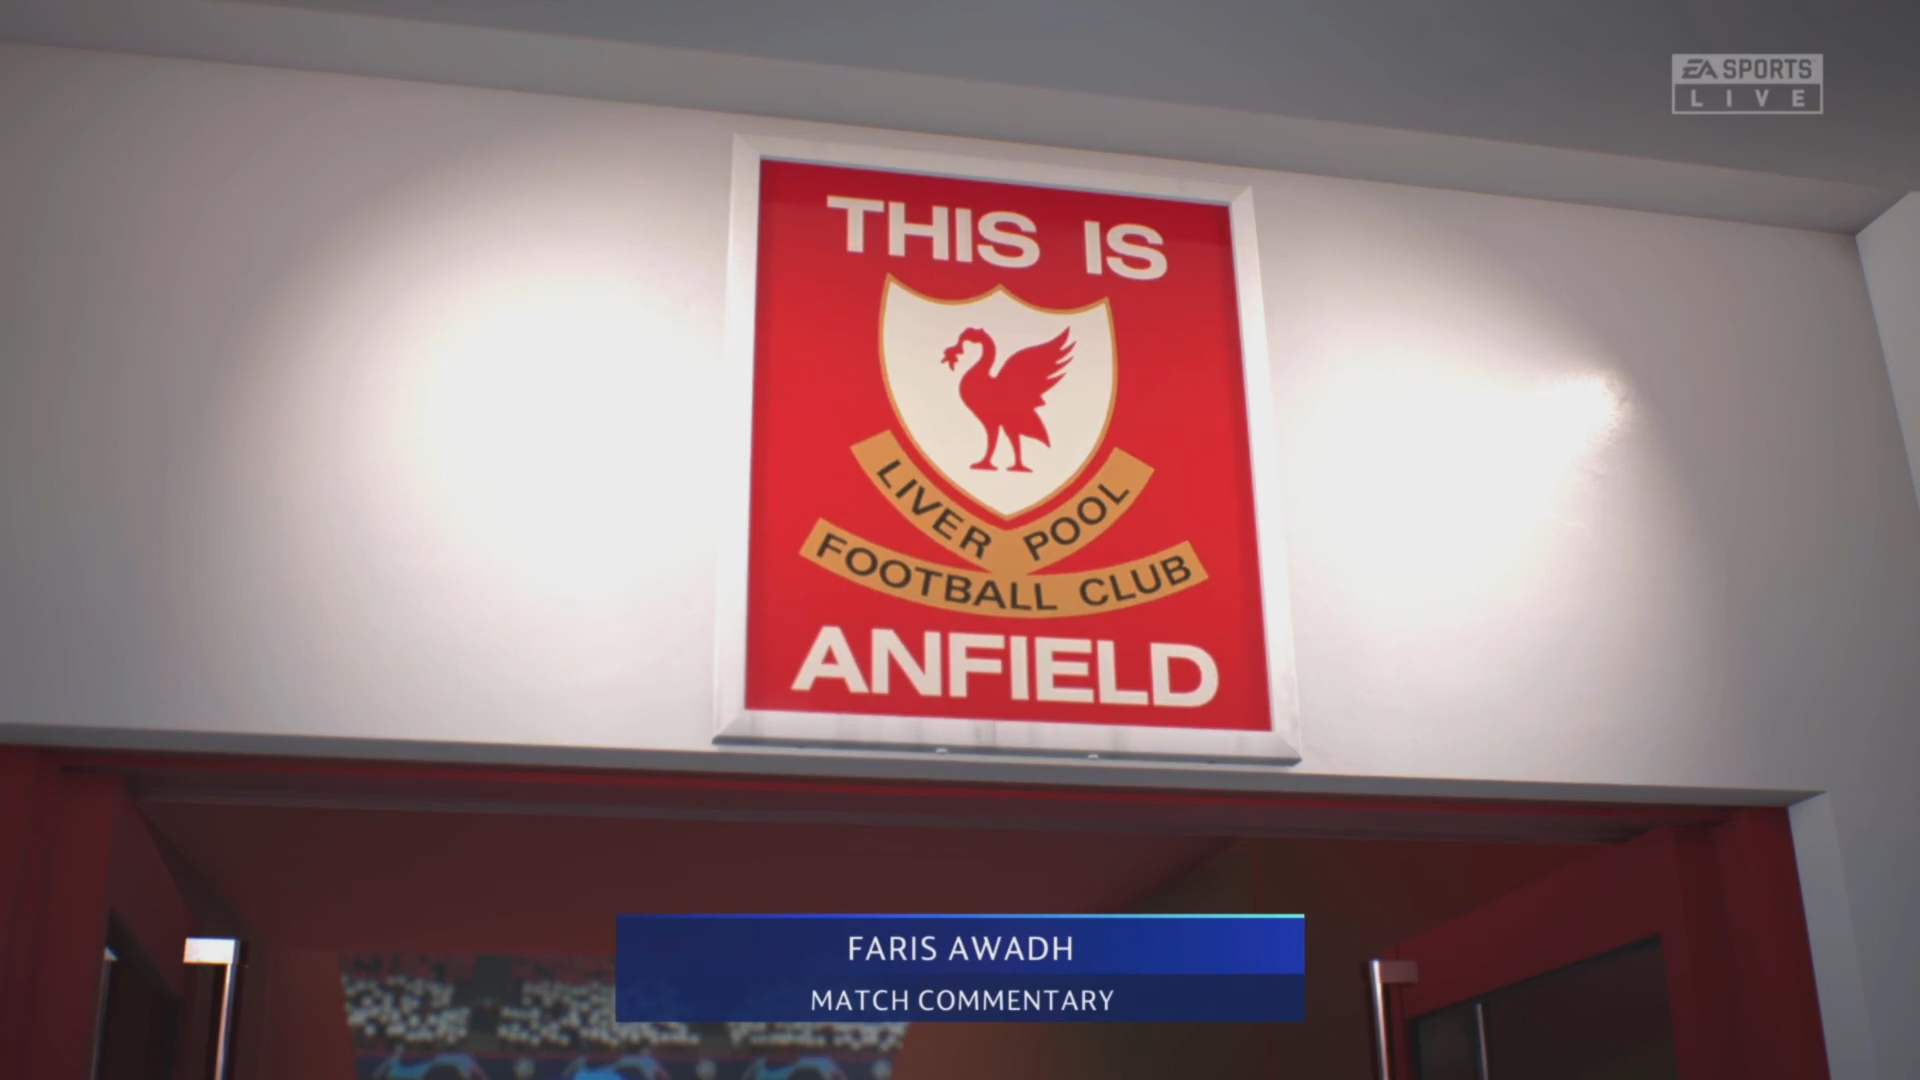 EA SPORTS
LIVE
THIS IS
LIVER POOL
FOOTBALL CLUB
ANFIELD
FARIS AWADH
MATCH COMMENTARY